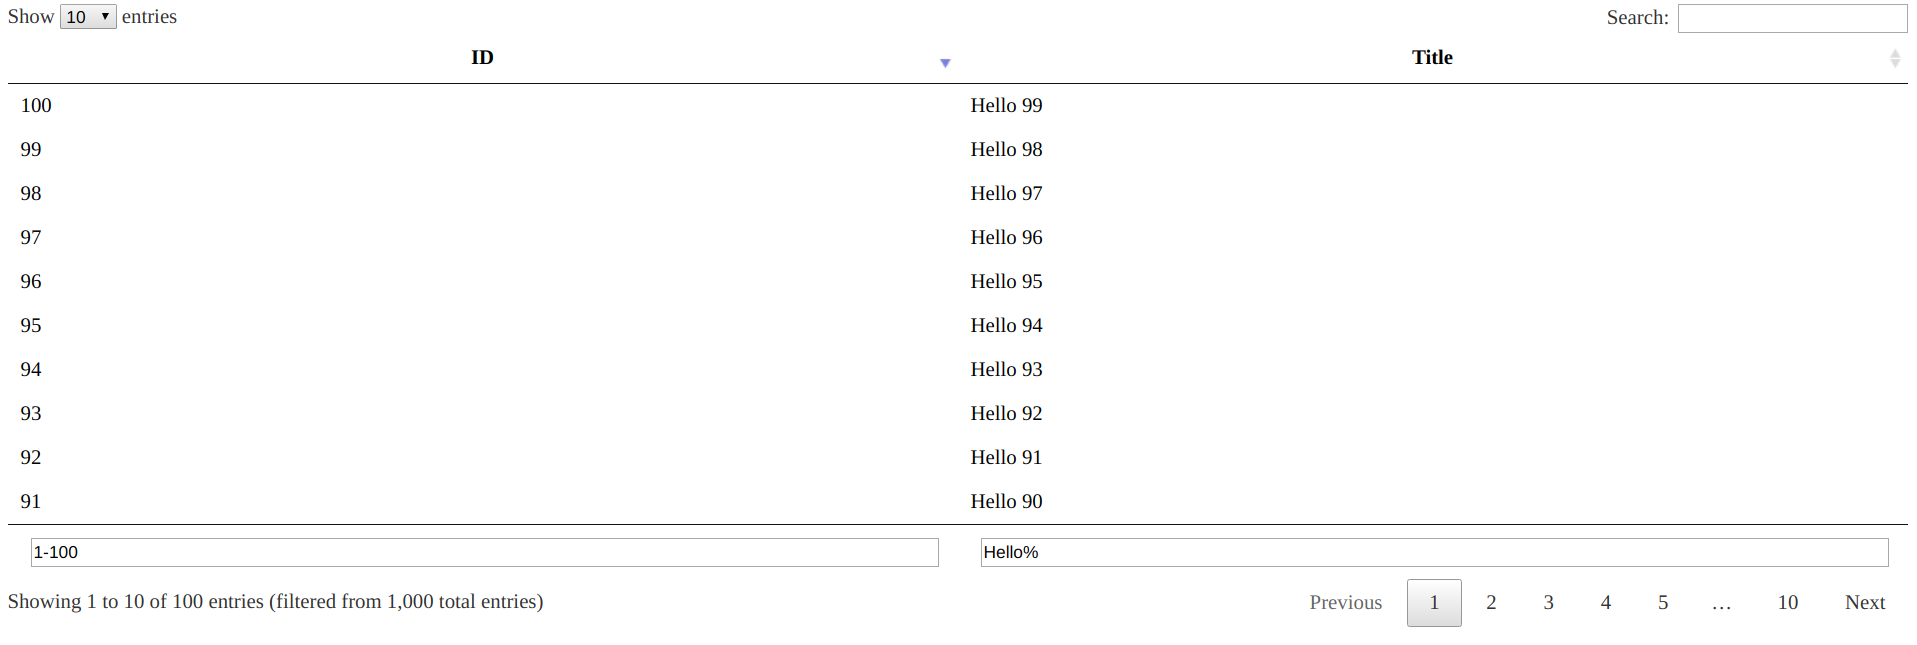 Show 10 entries Search:
ID Title
100 Hello 99
99 Hello 98
98 Hello 97
97 Hello 96
96 Hello 95
95 Hello 94
94 Hello 93
93 Hello 92
92 Hello 91
91 Hello 90
1-100 Hello%
Showing 1 to 10 of 100 entries (filtered from 1,000 total entries) Previous 1 2 3 4 5 … 10 Next